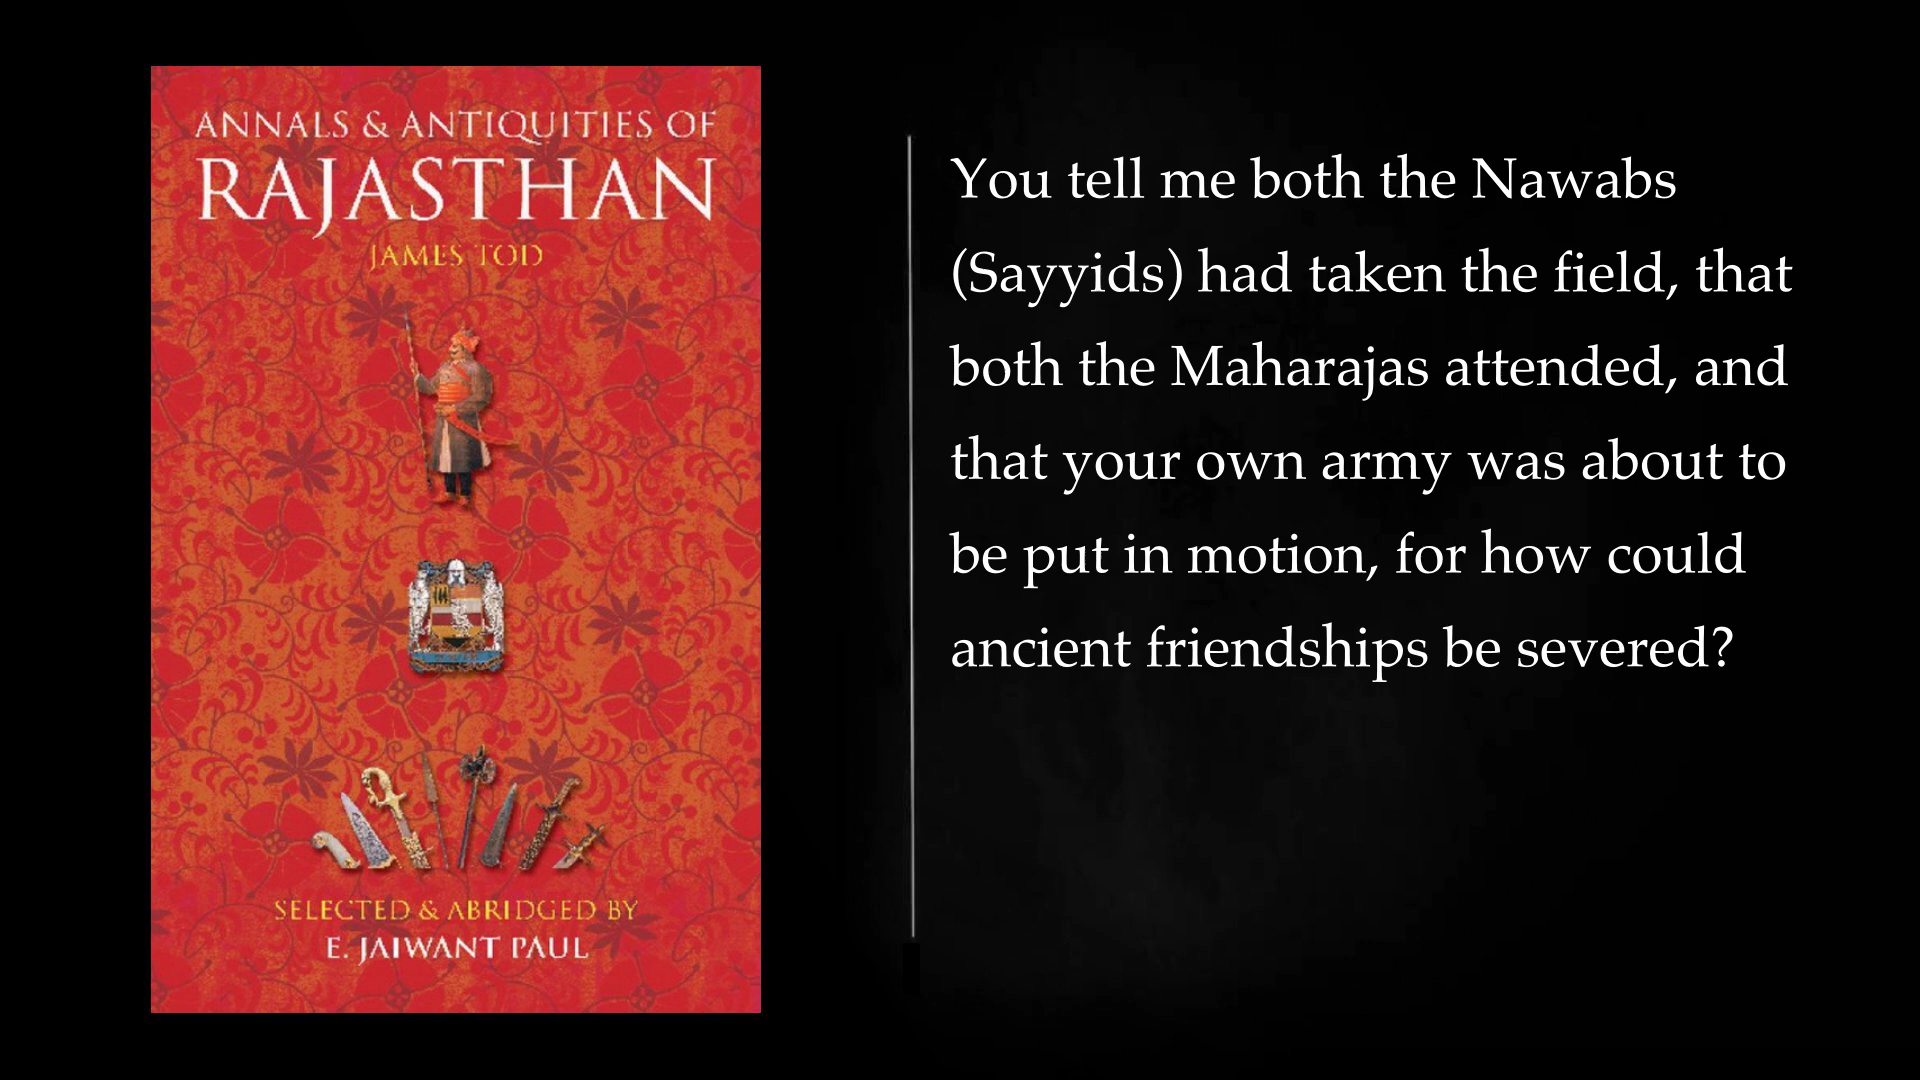 ANNALS & ANTIQUITIES OF
RAJASTHAN
JAMES TOD
SELECTED & ABRIDGED BY
E. JAIWANT PAUL
You tell me both the Nawabs
(Sayyids) had taken the field, that
both the Maharajas attended, and
that your own army was about to
be put in motion, for how could
ancient friendships be severed?